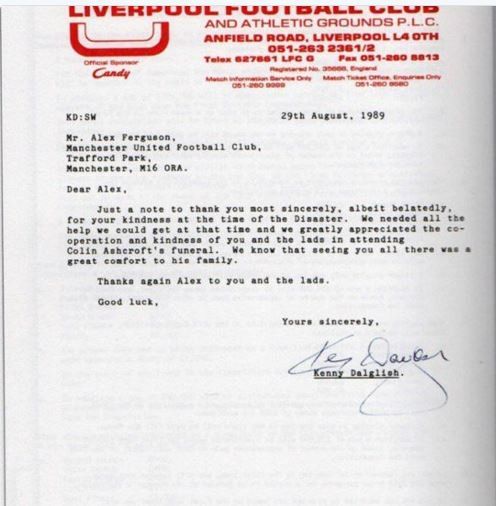 LIVERPOOL FOOTBALL CLUB
AND ATHLETIC GROUNDS P.L.C.
ANFIELD ROAD, LIVERPOOL L4 0TH
051-263 2361/2
Telex 627661 LFC G Fax 051-260 8813
Registered No. 35668, England
Match Information Service Only Match Ticket Office, Enquiries Only
051-260 9999 051-260 8680
Official Sponsor
Candy
KD:SW 29th August, 1989
Mr. Alex Ferguson,
Manchester United Football Club,
Trafford Park,
Manchester, M16 ORA.
Dear Alex,
Just a note to thank you most sincerely, albeit belatedly,
for your kindness at the time of the Disaster. We needed all the
help we could get at that time and we greatly appreciated the co-
operation and kindness of you and the lads in attending
Colin Ashcroft's funeral. We know that seeing you all there was a
great comfort to his family.
Thanks again Alex to you and the lads.
Good luck,
Yours sincerely,
Kenny Dalglish.